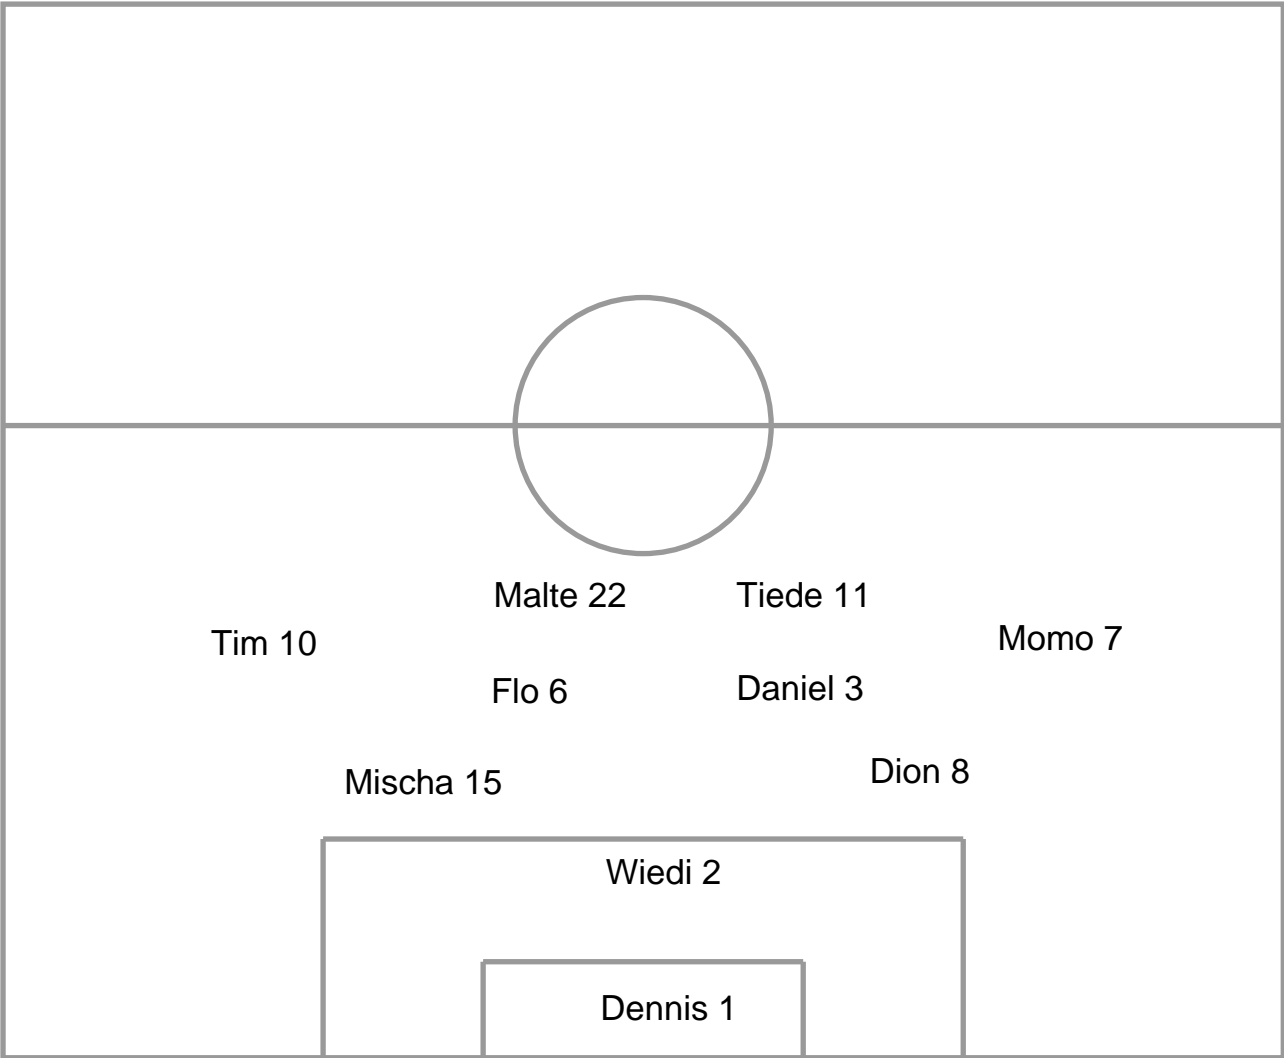 Malte 22
Tiede 11
Tim 10
Momo 7
Flo 6
Daniel 3
Mischa 15
Dion 8
Wiedi 2
Dennis 1